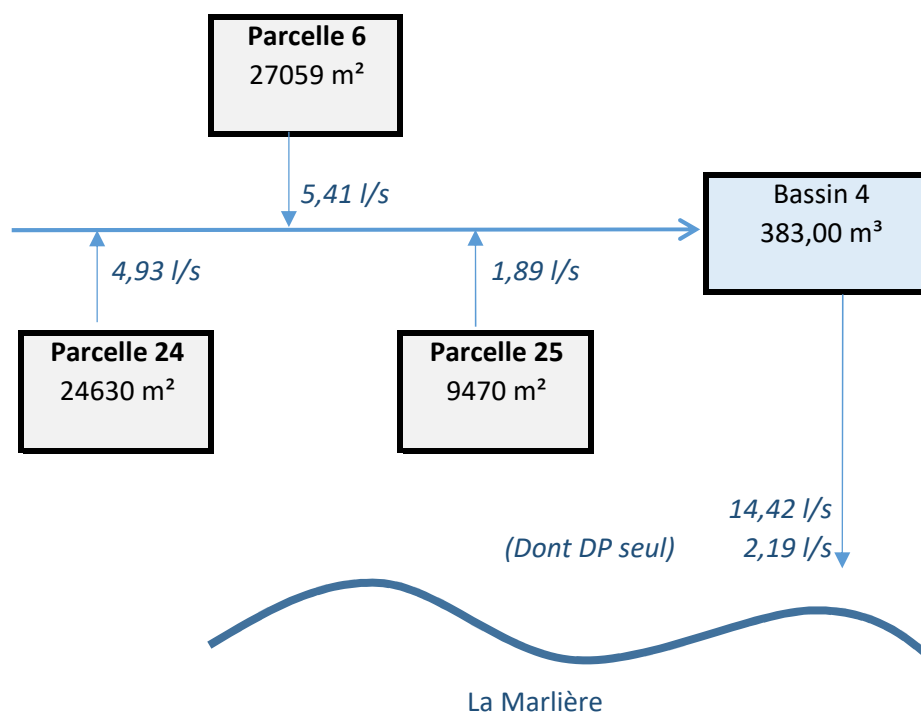 Parcelle 6
27059 m²
5,41 l/s
Bassin 4
383,00 m³
4,93 l/s
1,89 l/s
Parcelle 24
24630 m²
Parcelle 25
9470 m²
14,42 l/s
(Dont DP seul) 2,19 l/s
La Marlière